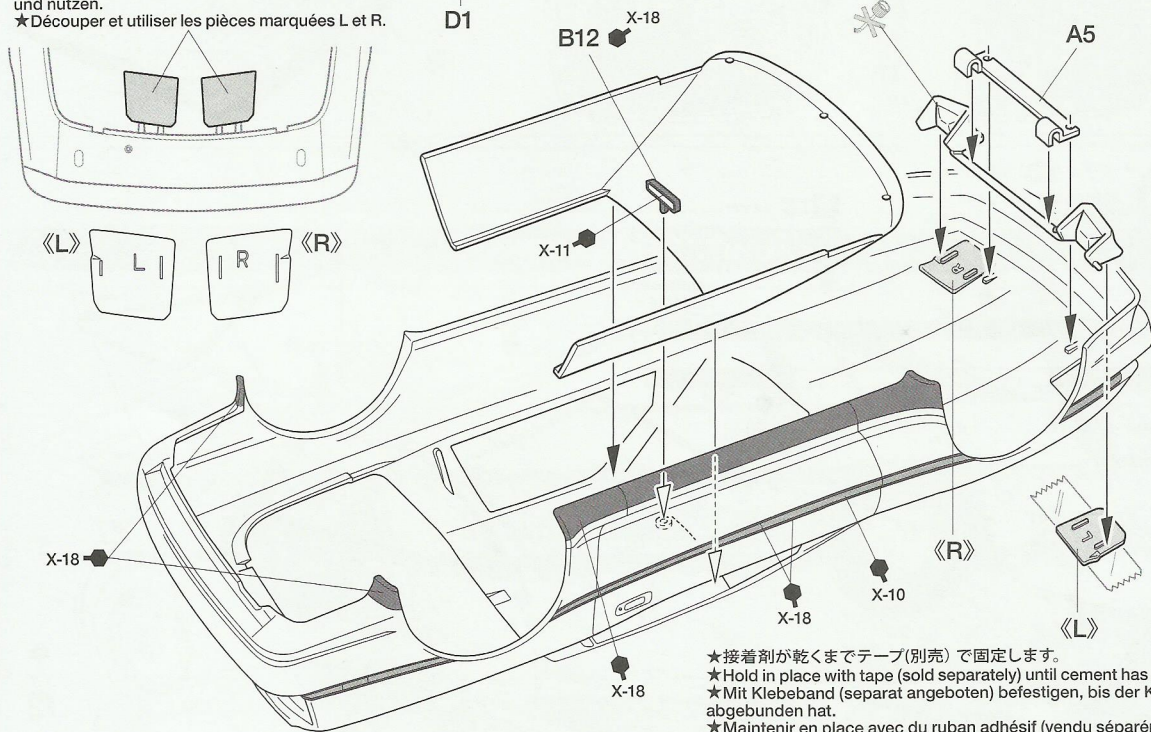 und nutzen.
★Découper et utiliser les pièces marquées L et R.
D1
B12
X-18
A5
《L》
L
R
《R》
X-11
R
X-18
《R》
L
X-10
X-18
《L》
X-18
★接着剤が乾くまでテープ(別売) で固定します。
★Hold in place with tape (sold separately) until cement has
★Mit Klebeband (separat angeboten) befestigen, bis der K
abgebunden hat.
★Maintenir en place avec du ruban adhésif (vendu séparé